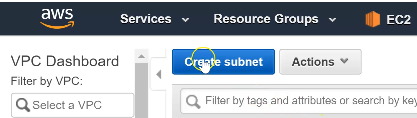 aws Services Resource Groups EC2
VPC Dashboard
Filter by VPC:
Select a VPC
Create subnet Actions
Filter by tags and attributes or search by